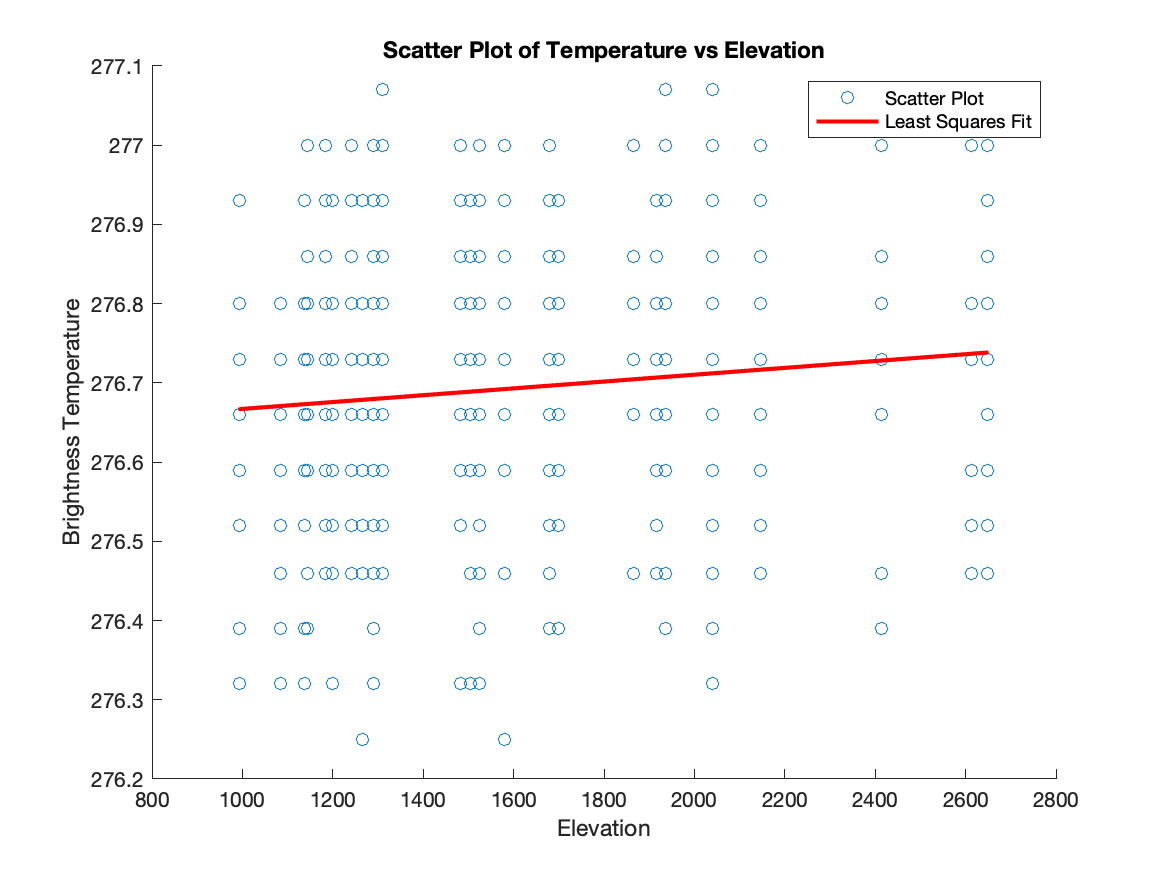 Scatter Plot of Temperature vs Elevation
277.1
277
276.9
276.8
276.7
276.6
276.5
276.4
276.3
276.2
Brightness Temperature
Scatter Plot
Least Squares Fit
800 1000 1200 1400 1600 1800 2000 2200 2400 2600 2800
Elevation